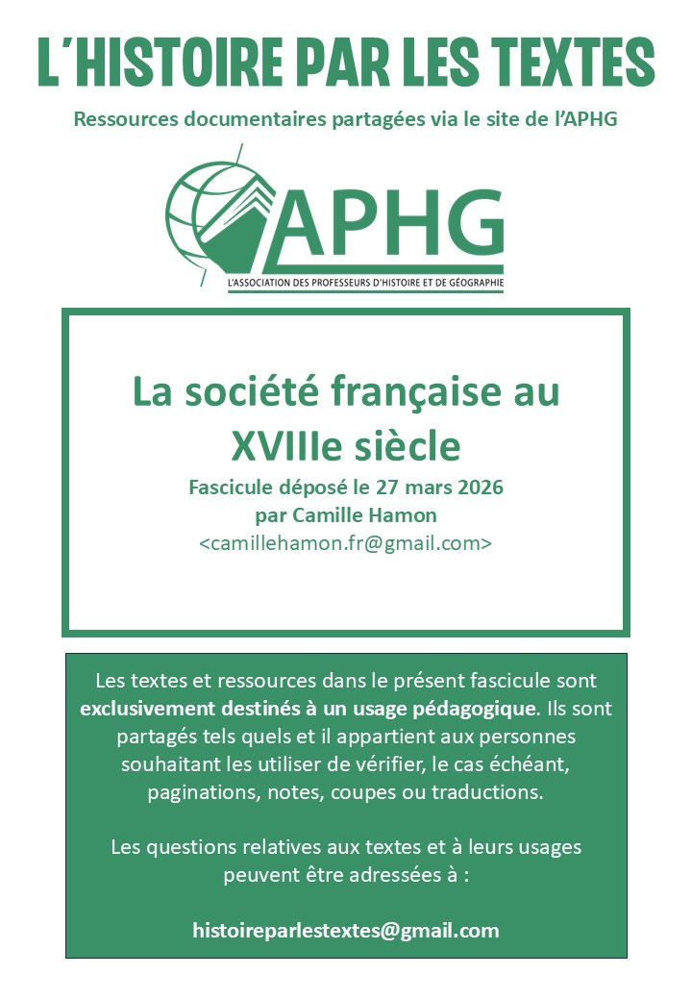 L'HISTOIRE PAR LES TEXTES
Ressources documentaires partagées via le site de l’APHG
APHG
L'ASSOCIATION DES PROFESSEURS D'HISTOIRE ET DE GÉOGRAPHIE
La société française au
XVIIIe siècle
Fascicule déposé le 27 mars 2026
par Camille Hamon
<camillehamon.fr@gmail.com>
Les textes et ressources dans le présent fascicule sont
exclusivement destinés à un usage pédagogique. Ils sont
partagés tels quels et il appartient aux personnes
souhaitant les utiliser de vérifier, le cas échéant,
paginations, notes, coupes ou traductions.
Les questions relatives aux textes et à leurs usages
peuvent être adressées à :
histoireparlestextes@gmail.com